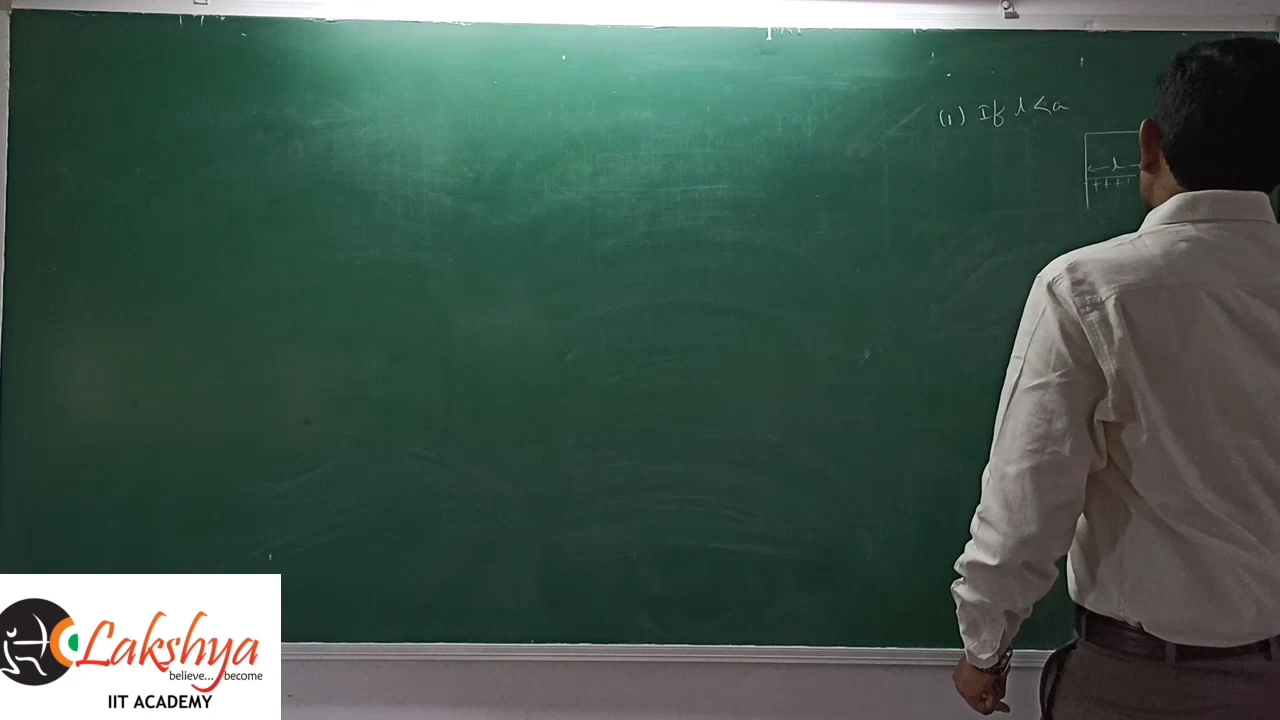 (1) If l < a
l
+ + + +
Lakshya
believe... become
IIT ACADEMY